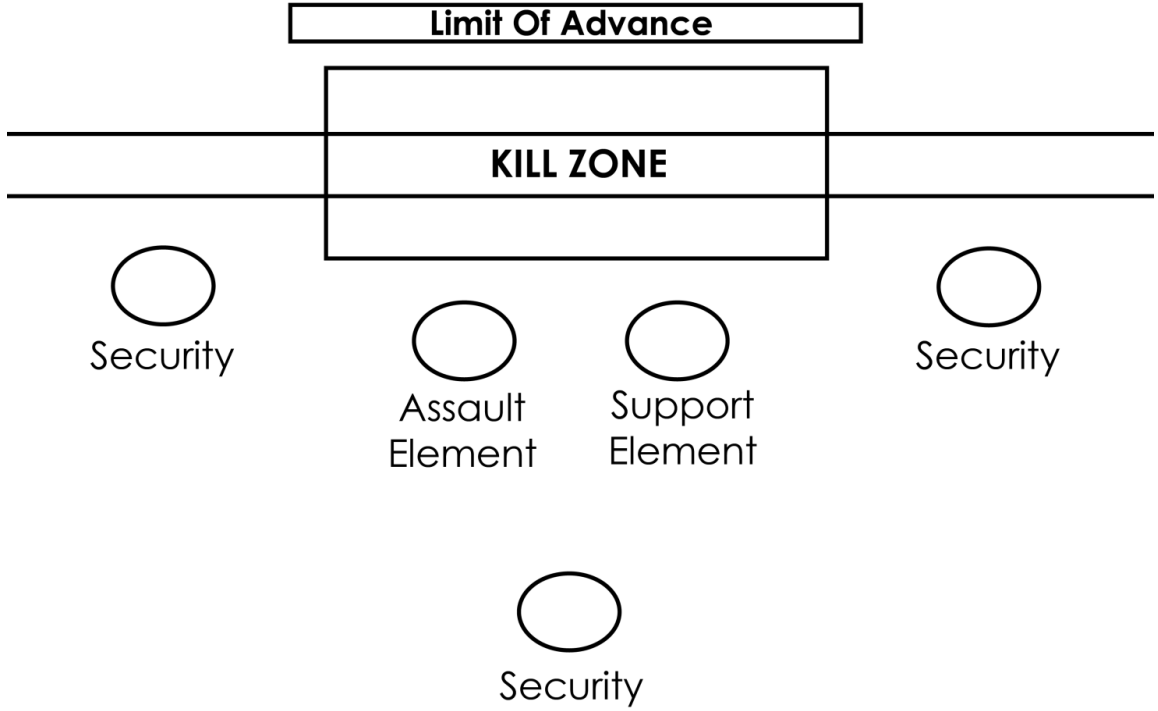 Limit Of Advance
KILL ZONE
Security
Security
Assault
Element
Support
Element
Security